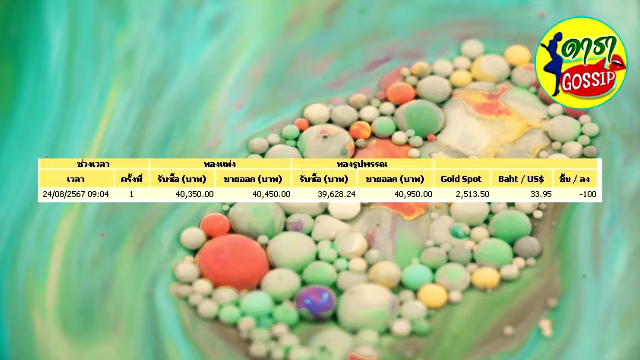 ดารา
GOSSIP
ช่วงเวลา ทองแท่ง ทองรูปพรรณ
เวลา ครั้งที่ รับซื้อ (บาท) ขายออก (บาท) รับซื้อ (บาท) ขายออก (บาท) Gold Spot Baht / US$ ขึ้น / ลง
24/08/2567 09:04 1 40,350.00 40,450.00 39,628.24 40,950.00 2,513.50 33.95 -100